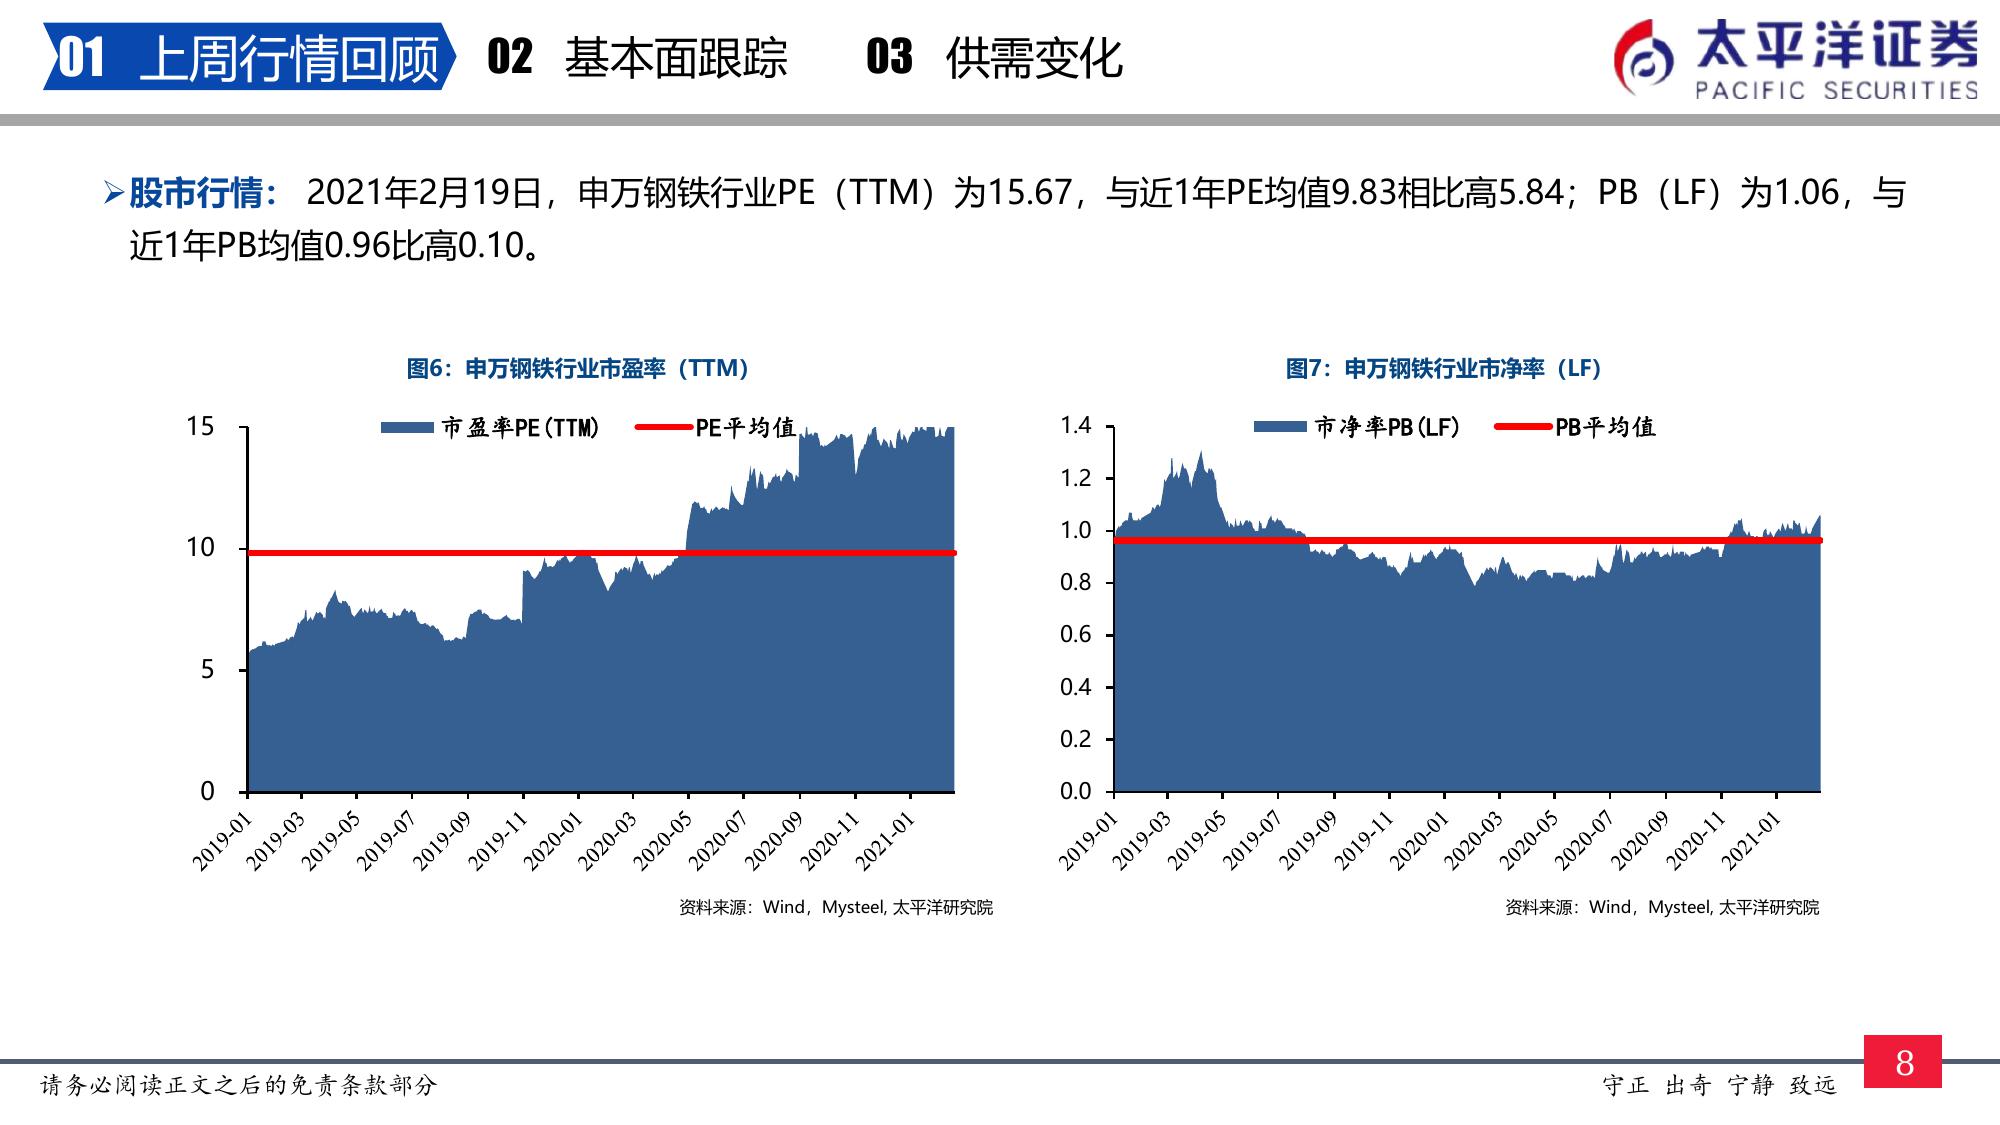 01 上周行情回顾 02 基本面跟踪 03 供需变化
太平洋证券
PACIFIC SECURITIES
➢股市行情： 2021年2月19日，申万钢铁行业PE（TTM）为15.67，与近1年PE均值9.83相比高5.84；PB（LF）为1.06，与
近1年PB均值0.96比高0.10。
图6：申万钢铁行业市盈率（TTM）
市盈率PE(TTM) PE平均值
15
10
5
0
2019-01 2019-03 2019-05 2019-07 2019-09 2019-11 2020-01 2020-03 2020-05 2020-07 2020-09 2020-11 2021-01
资料来源：Wind，Mysteel, 太平洋研究院
图7：申万钢铁行业市净率（LF）
市净率PB(LF) PB平均值
1.4
1.2
1.0
0.8
0.6
0.4
0.2
0.0
2019-01 2019-03 2019-05 2019-07 2019-09 2019-11 2020-01 2020-03 2020-05 2020-07 2020-09 2020-11 2021-01
资料来源：Wind，Mysteel, 太平洋研究院
请务必阅读正文之后的免责条款部分
守正 出奇 宁静 致远
8